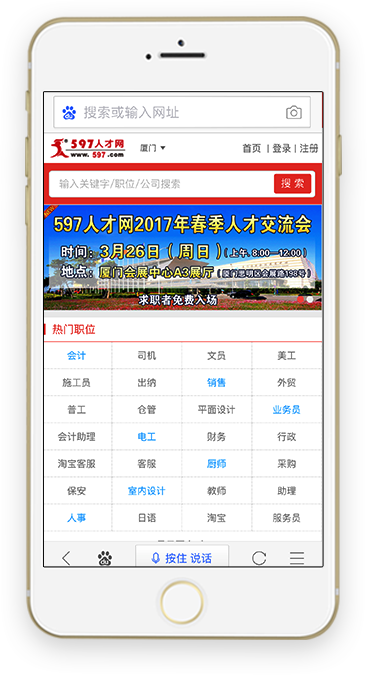 搜索或输入网址
597人才网
www.597.com
厦门
首页 | 登录 | 注册
输入关键字/职位/公司搜索
搜 索
597人才网2017年春季人才交流会
时间：3月26日（周日）（上午 8:00—12:00）
地点：厦门会展中心A3展厅（厦门思明区会展路198号）
求职者免费入场
热门职位
会计 司机 文员 美工
施工员 出纳 销售 外贸
普工 仓管 平面设计 业务员
会计助理 电工 财务 行政
淘宝客服 客服 厨师 采购
保安 室内设计 教师 助理
人事 日语 淘宝 服务员
按住 说话